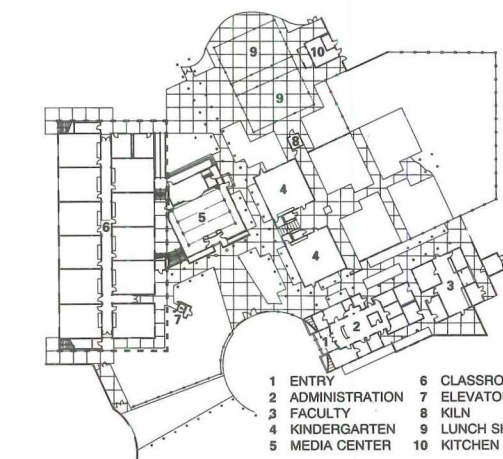 9
10
9
8
4
5
6
4
3
7
1
2
1 ENTRY 6 CLASSRO
2 ADMINISTRATION 7 ELEVATO
3 FACULTY 8 KILN
4 KINDERGARTEN 9 LUNCH SH
5 MEDIA CENTER 10 KITCHEN